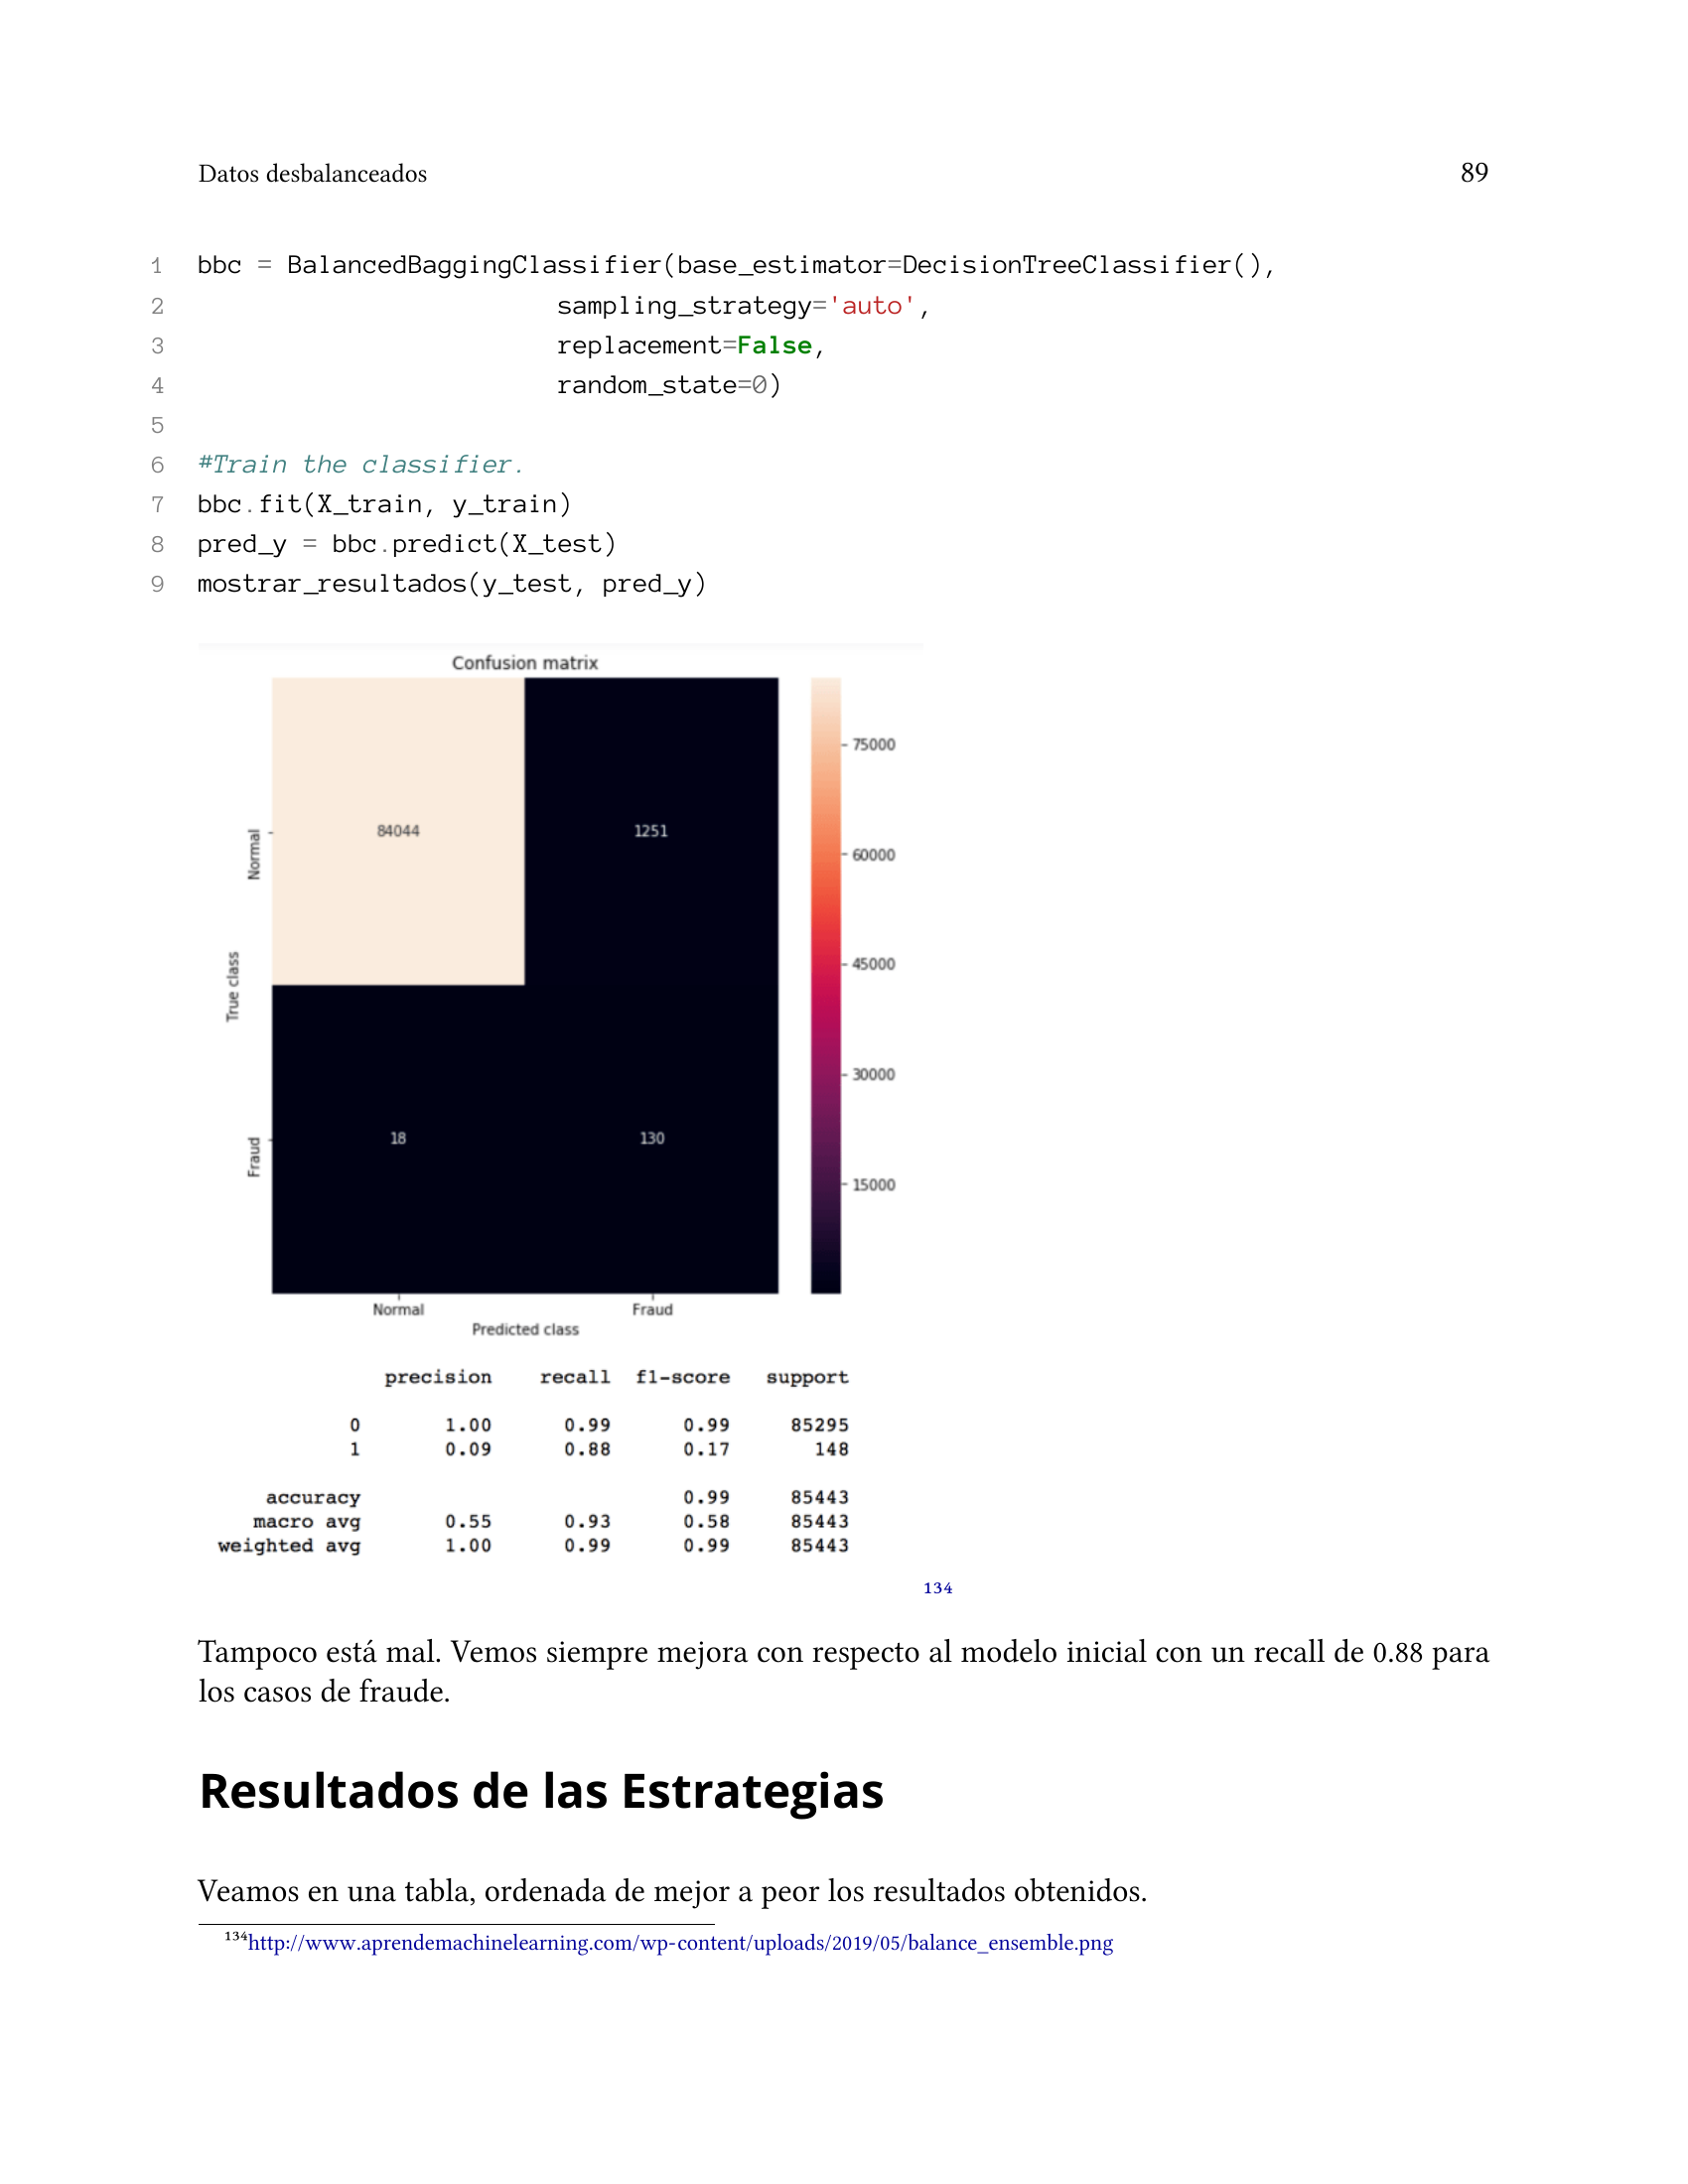 Datos desbalanceados 89
1 bbc = BalancedBaggingClassifier(base_estimator=DecisionTreeClassifier(),
2 sampling_strategy='auto',
3 replacement=False,
4 random_state=0)
5
6 #Train the classifier.
7 bbc.fit(X_train, y_train)
8 pred_y = bbc.predict(X_test)
9 mostrar_resultados(y_test, pred_y)
Confusion matrix
75000
84044 1251
Normal
60000
True class
45000
30000
18 130
Fraud
15000
Normal Fraud
Predicted class
precision recall f1-score support
0 1.00 0.99 0.99 85295
1 0.09 0.88 0.17 148
accuracy 0.99 85443
macro avg 0.55 0.93 0.58 85443
weighted avg 1.00 0.99 0.99 85443
134
Tampoco está mal. Vemos siempre mejora con respecto al modelo inicial con un recall de 0.88 para
los casos de fraude.
Resultados de las Estrategias
Veamos en una tabla, ordenada de mejor a peor los resultados obtenidos.
134http://www.aprendemachinelearning.com/wp-content/uploads/2019/05/balance_ensemble.png